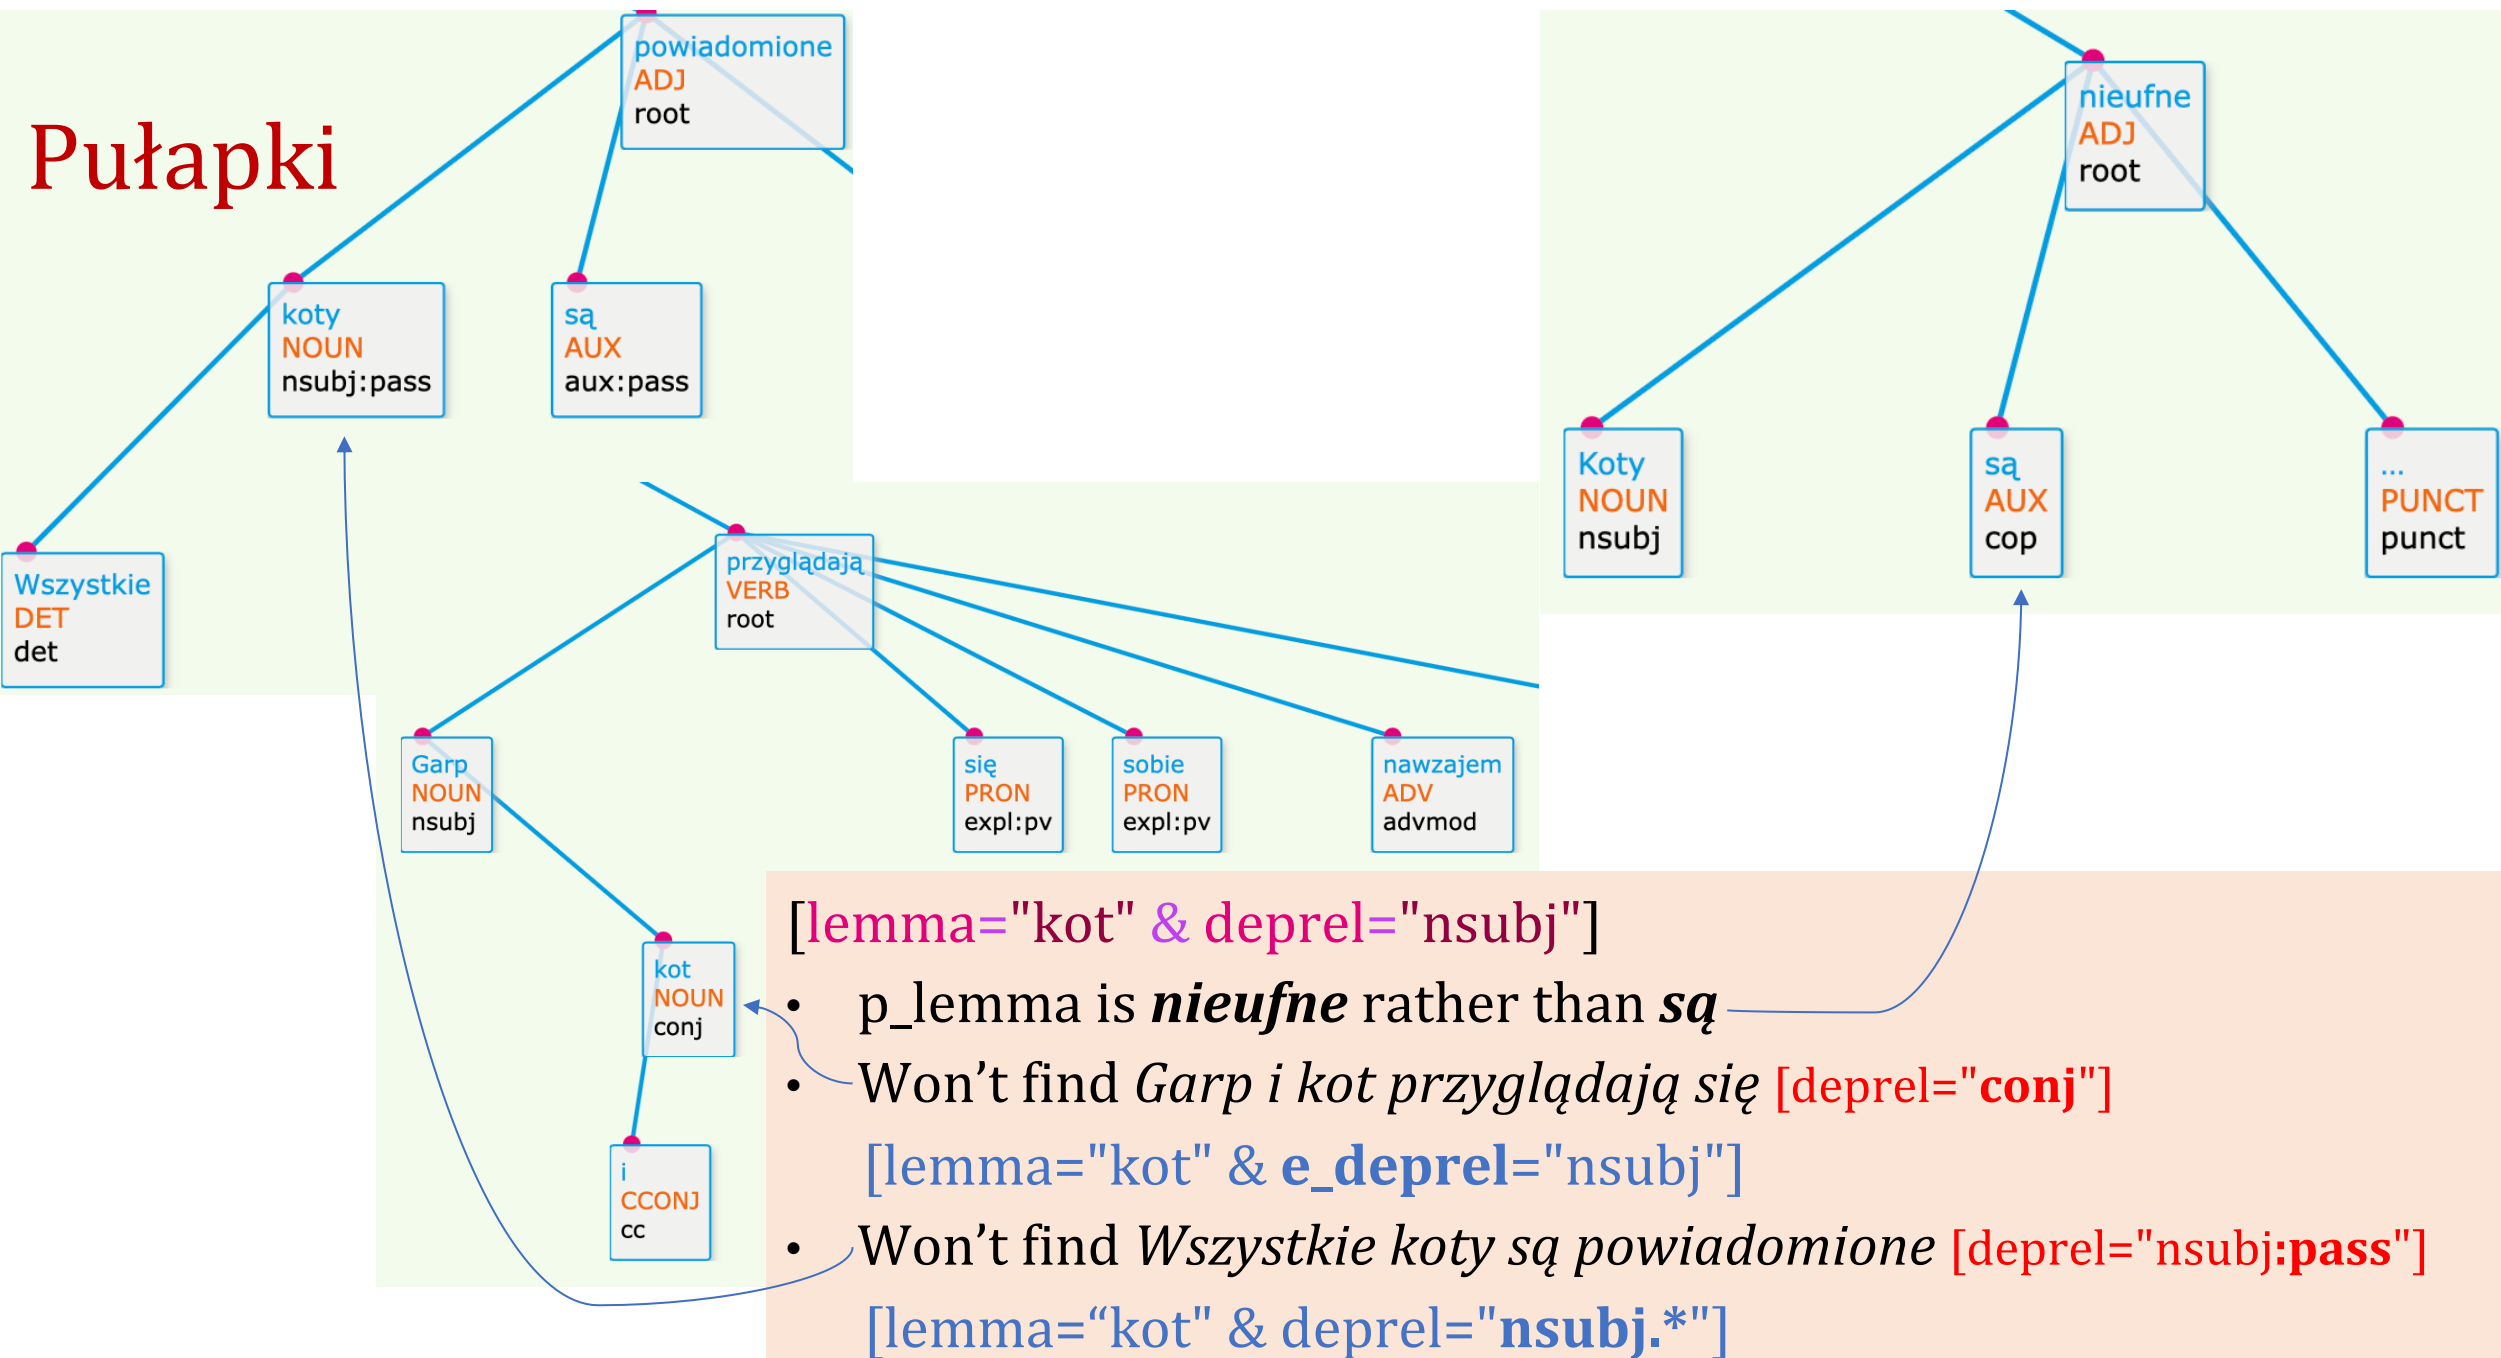 Pułapki
powiadomione
ADJ
root
koty
NOUN
nsubj:pass
są
AUX
aux:pass
Wszystkie
DET
det
nieufne
ADJ
root
Koty
NOUN
nsubj
są
AUX
cop
...
PUNCT
punct
przyglądają
VERB
root
Garp
NOUN
nsubj
się
PRON
expl:pv
sobie
PRON
expl:pv
nawzajem
ADV
advmod
kot
NOUN
conj
i
CCONJ
cc
[lemma="kot" & deprel="nsubj"]
• p_lemma is nieufne rather than są
• Won’t find Garp i kot przyglądają się [deprel="conj"]
[lemma="kot" & e_deprel="nsubj"]
• Won’t find Wszystkie koty są powiadomione [deprel="nsubj:pass"]
[lemma=“kot" & deprel="nsubj.*"]